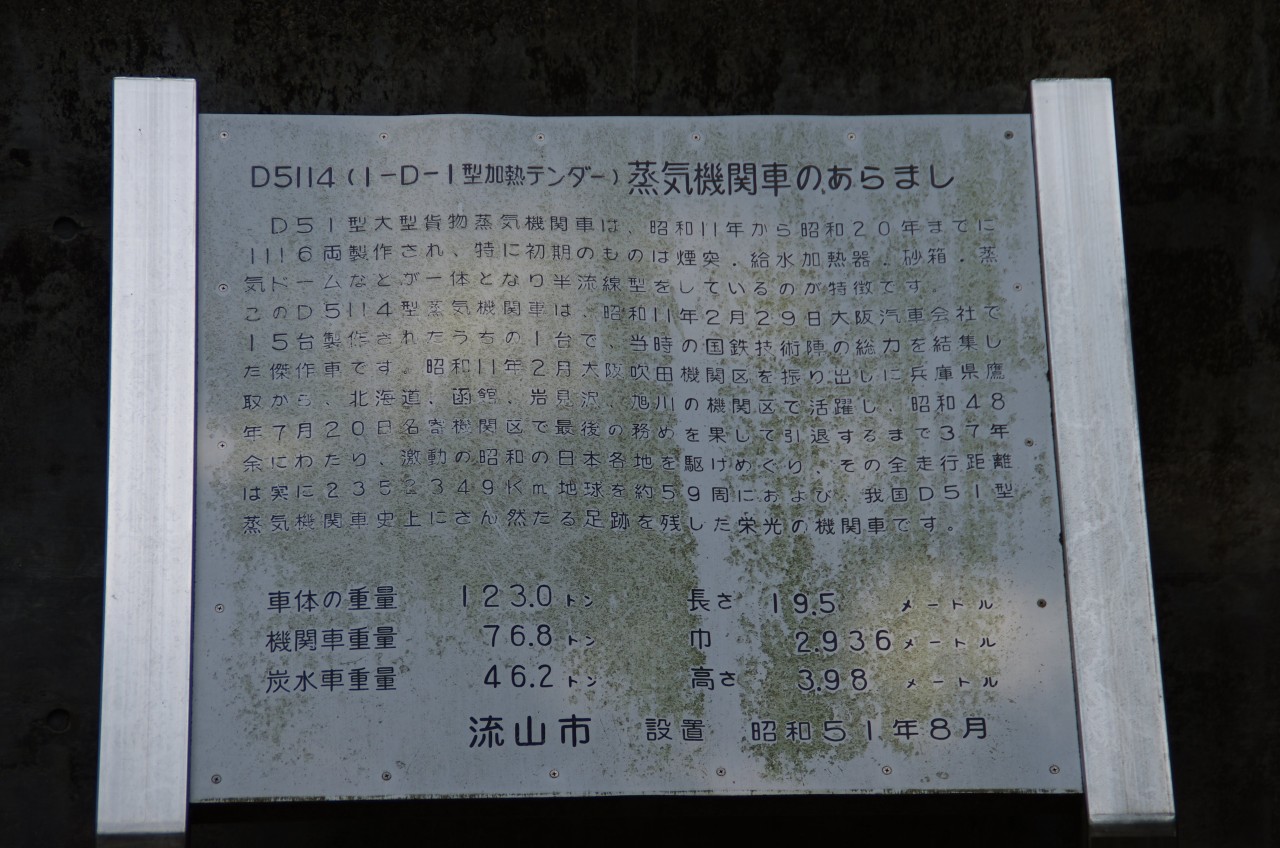 D5114(1-D-1型加熱テンダー)蒸気機関車のあらまし
D51型大型貨物蒸気機関車は、昭和11年から昭和20年までに
1116両製作され、特に初期のものは煙突.給水加熱器.砂箱.蒸
気ドームなどが一体となり半流線型をしているのが特徴です.
このD5114型蒸気機関車は、昭和11年2月29日大阪汽車会社で
15台製作されたうちの1台で、当時の国鉄技術陣の総力を結集し
た傑作車です。昭和11年2月大阪吹田機関区を振り出しに兵庫県鷹
取から、北海道、函館、岩見沢、旭川の機関区で活躍し、昭和48
年7月20日名寄機関区で最後の務めを果して引退するまで37年
余にわたり、激動の昭和の日本各地を駆けめぐり、その全走行距離
は実に2352349Km地球を約59周におよび、我国D51型
蒸気機関車史上にさん然たる足跡を残した栄光の機関車です。
車体の重量 123.0トン 長さ 19.5 メートル
機関車重量 76.8トン 巾 2.936メートル
炭水車重量 46.2トン 高さ 3.98 メートル
流山市 設置 昭和51年8月